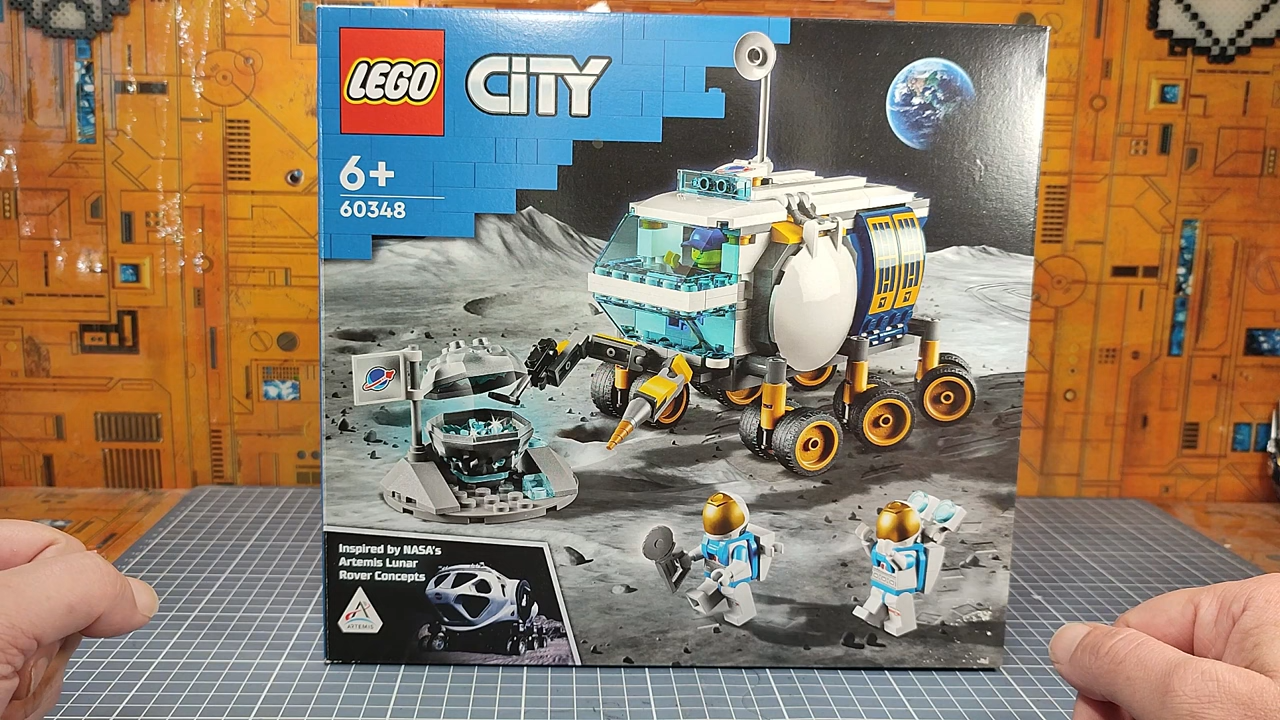 LEGO CITY
6+
60348
Inspired by NASA's
Artemis Lunar
Rover Concepts
ARTEMIS